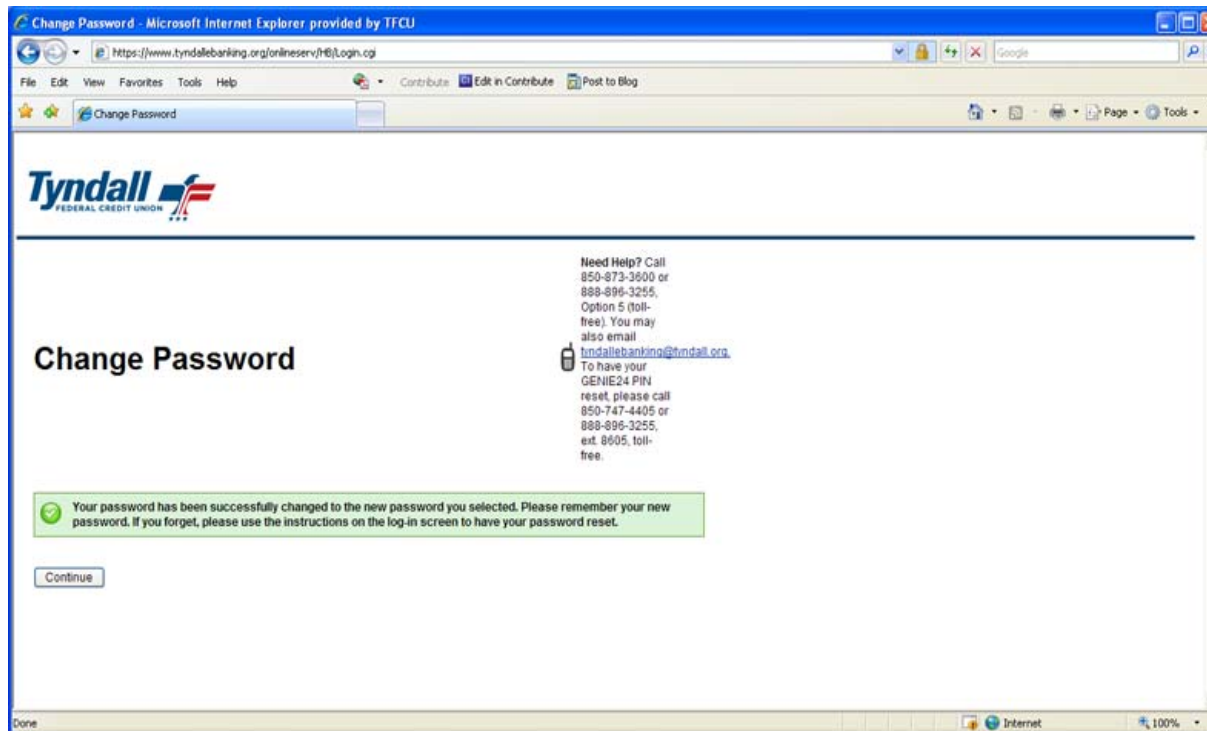 Change Password - Microsoft Internet Explorer provided by TFCU
https://www.tyndallebanking.org/onlineserv/HB/Login.cgi
Google
File Edit View Favorites Tools Help
Contribute Edit in Contribute Post to Blog
Change Password
Page Tools
Tyndall
FEDERAL CREDIT UNION
Need Help? Call
850-873-3600 or
888-896-3255,
Option 5 (toll-
free). You may
also email
tyndallebanking@tyndall.org.
To have your
GENIE24 PIN
reset, please call
850-747-4405 or
888-896-3255,
ext. 8605, toll-
free.
Change Password
Your password has been successfully changed to the new password you selected. Please remember your new
password. If you forget, please use the instructions on the log-in screen to have your password reset.
Continue
Done
Internet
100%